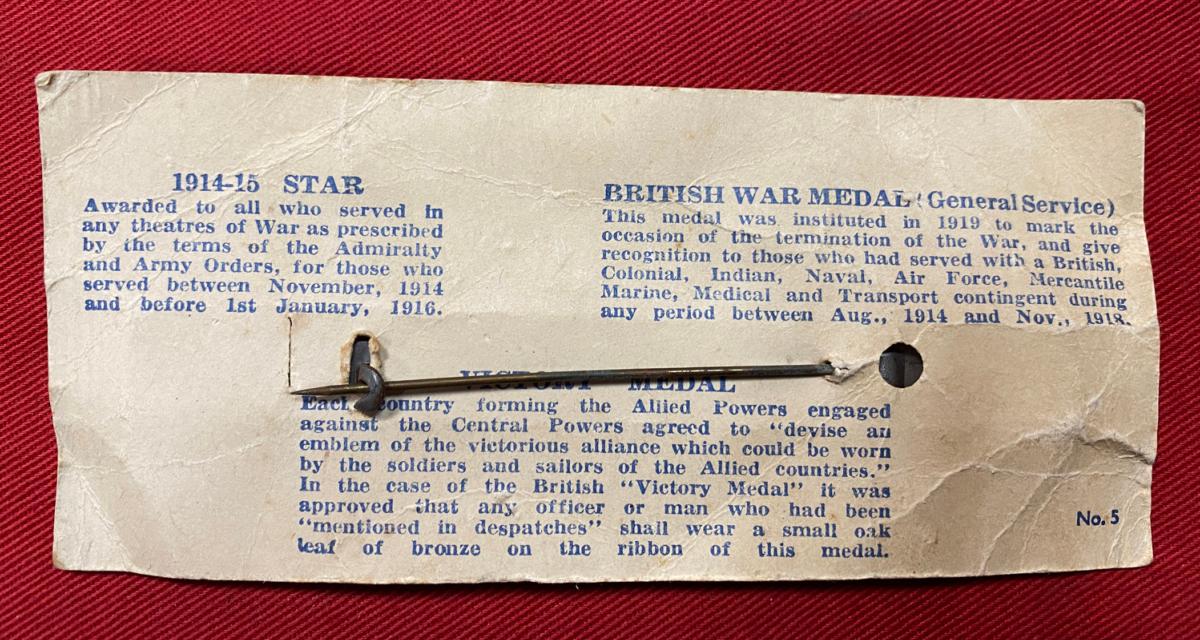 1914-15 STAR
Awarded to all who served in
any theatres of War as prescribed
by the terms of the Admiralty
and Army Orders, for those who
served between November, 1914
and before 1st January, 1916.
BRITISH WAR MEDAL (General Service)
This medal was instituted in 1919 to mark the
occasion of the termination of the War, and give
recognition to those who had served with a British,
Colonial, Indian, Naval, Air Force, Mercantile
Marine, Medical and Transport contingent during
any period between Aug., 1914 and Nov., 1918.
VICTORY MEDAL
Each country forming the Allied Powers engaged
against the Central Powers agreed to "devise an
emblem of the victorious alliance which could be worn
by the soldiers and sailors of the Allied countries."
In the case of the British "Victory Medal" it was
approved that any officer or man who had been
"mentioned in despatches" shall wear a small oak
leaf of bronze on the ribbon of this medal.
No. 5